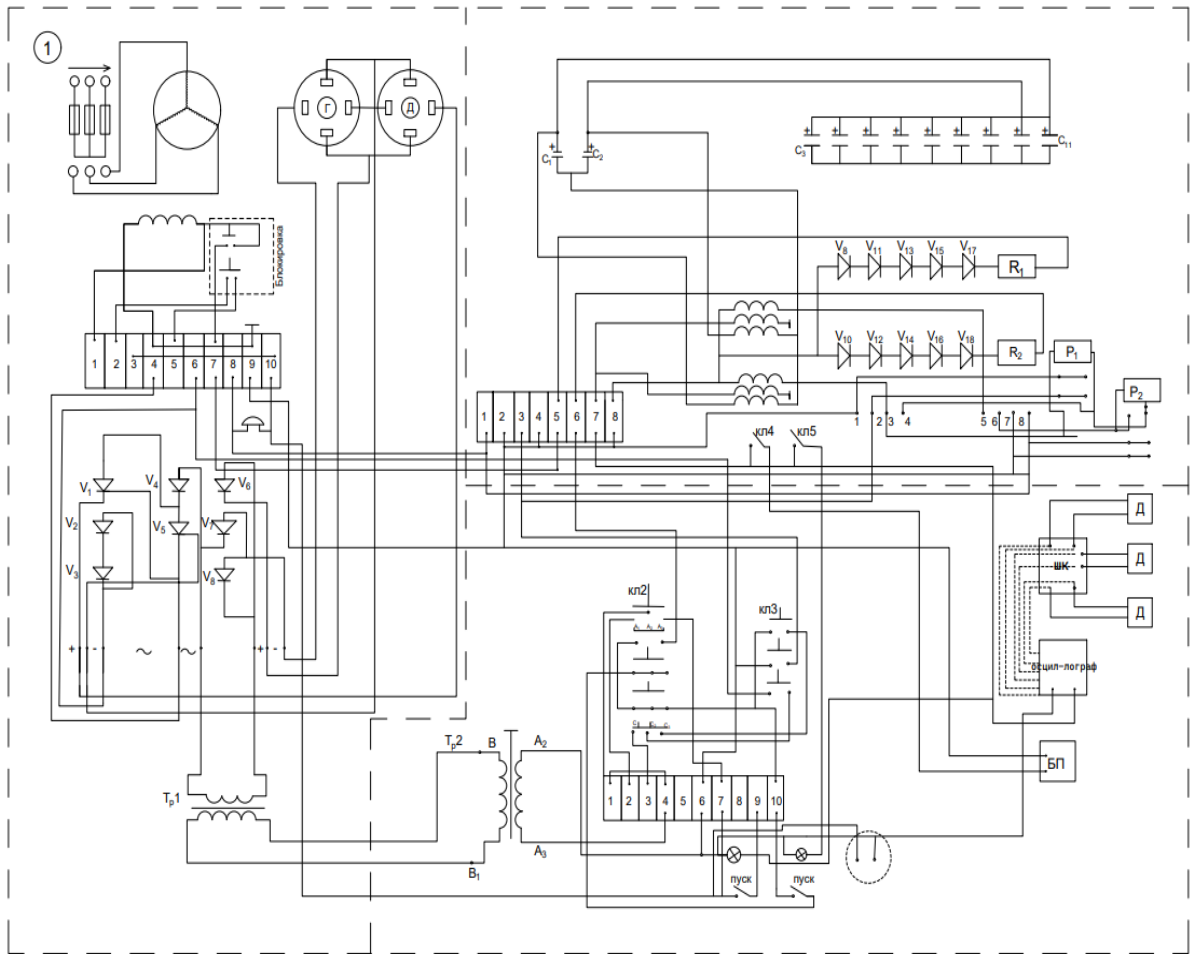 1
Г
Д
C1
C2
C3
C11
Блокировка
V8 V11 V13 V15 V17
R1
V10 V12 V14 V16 V18
R2
P1
P2
1 2 3 4 5 6 7 8 9 10
1 2 3 4 5 6 7 8
1 2 3 4 5 6 7 8
кл4 кл5
V1 V4 V6
V2 V5 V7
V3 V8
+ - ~ ~ + -
кл2
кл3
Д
ШК
Д
Д
осцил-лограф
БП
Тр1
Тр2 В А2
В1 А3
1 2 3 4 5 6 7 8 9 10
пуск пуск